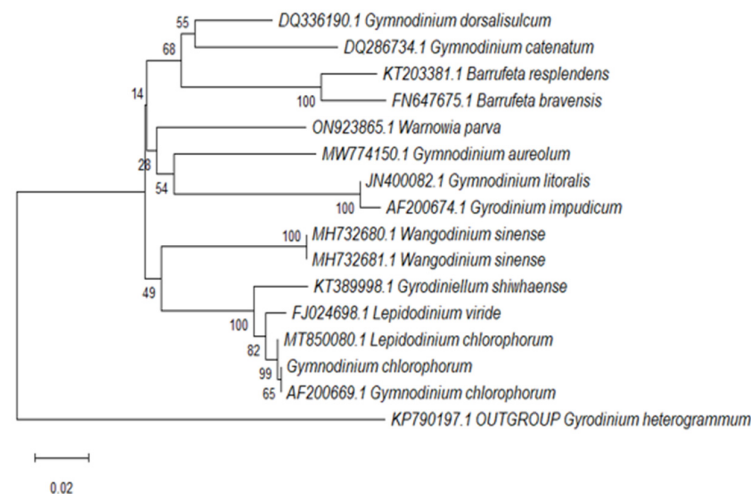 55
DQ336190.1 Gymnodinium dorsalisulcum
DQ286734.1 Gymnodinium catenatum
68
KT203381.1 Barrufeta resplendens
14
100
FN647675.1 Barrufeta bravensis
ON923865.1 Warnowia parva
28
MW774150.1 Gymnodinium aureolum
54
JN400082.1 Gymnodinium litoralis
100
AF200674.1 Gyrodinium impudicum
100
MH732680.1 Wangodinium sinense
MH732681.1 Wangodinium sinense
49
KT389998.1 Gyrodiniellum shiwhaense
100
FJ024698.1 Lepidodinium viride
82
MT850080.1 Lepidodinium chlorophorum
99
Gymnodinium chlorophorum
65
AF200669.1 Gymnodinium chlorophorum
KP790197.1 OUTGROUP Gyrodinium heterogrammum
0.02